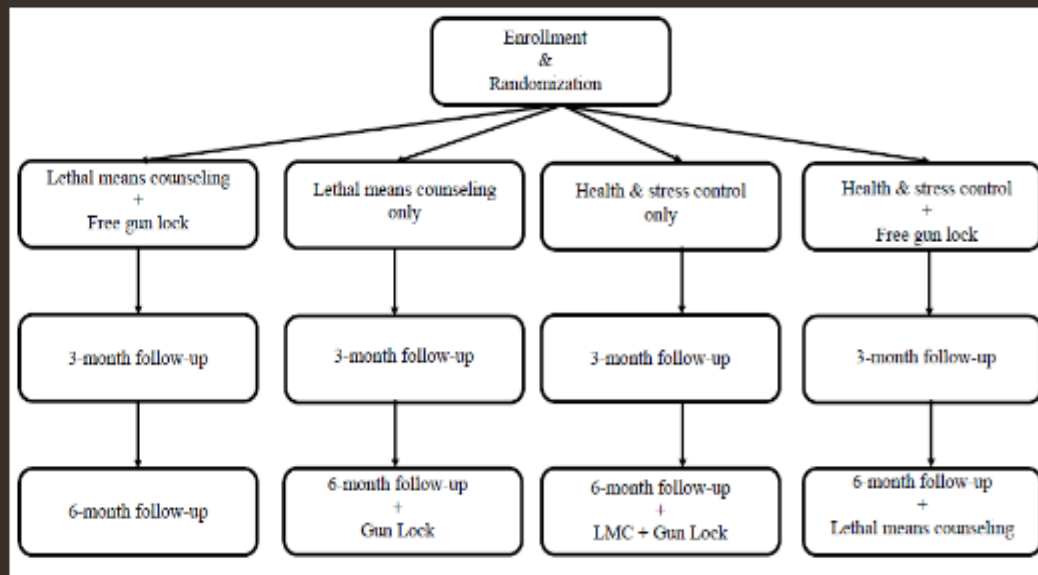 Enrollment
&
Randomization
Lethal means counseling
+
Free gun lock
Lethal means counseling
only
Health & stress control
only
Health & stress control
+
Free gun lock
3-month follow-up
3-month follow-up
3-month follow-up
3-month follow-up
6-month follow-up
6-month follow-up
+
Gun Lock
6-month follow-up
+
LMC + Gun Lock
6-month follow-up
+
Lethal means counseling